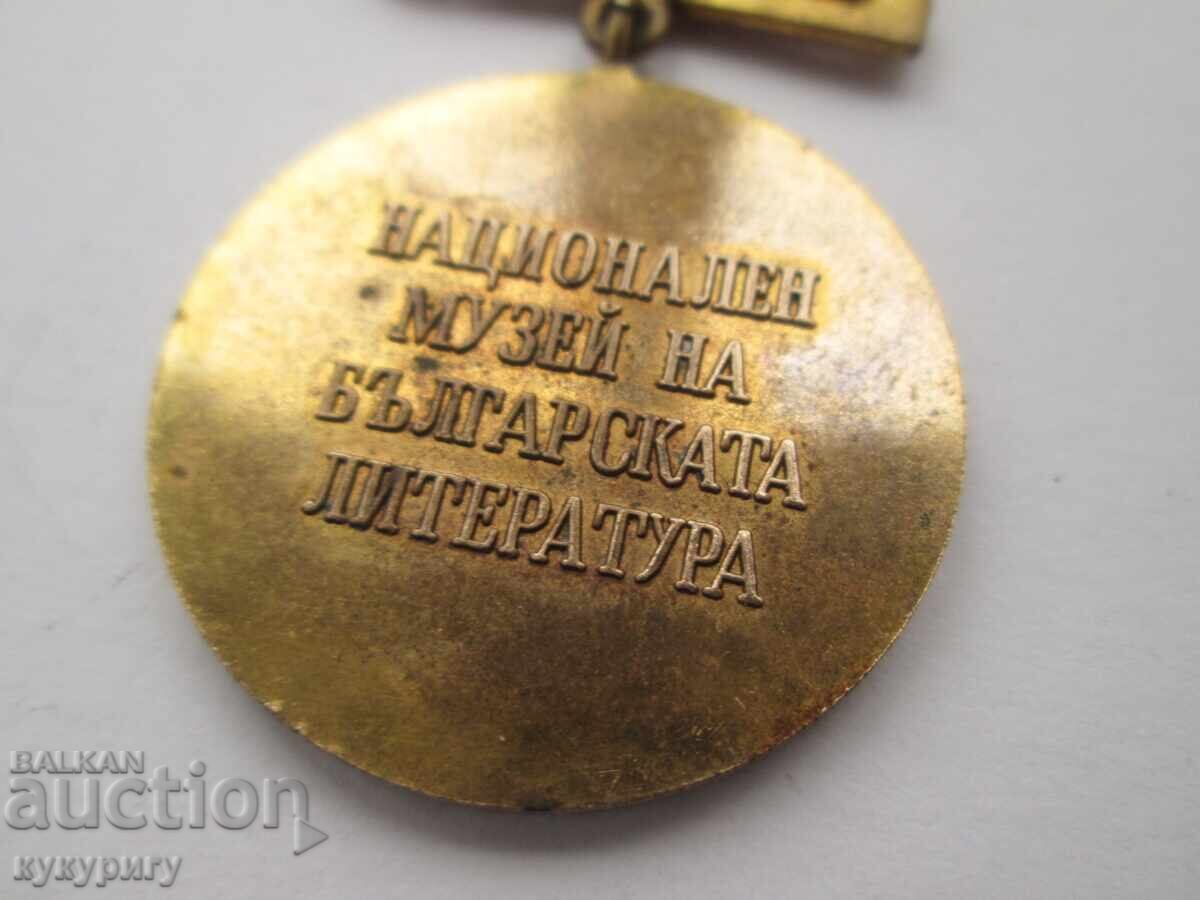 НАЦИОНАЛЕН
МУЗЕЙ НА
БЪЛГАРСКАТА
ЛИТЕРАТУРА
BALKAN
auction
кукуригу